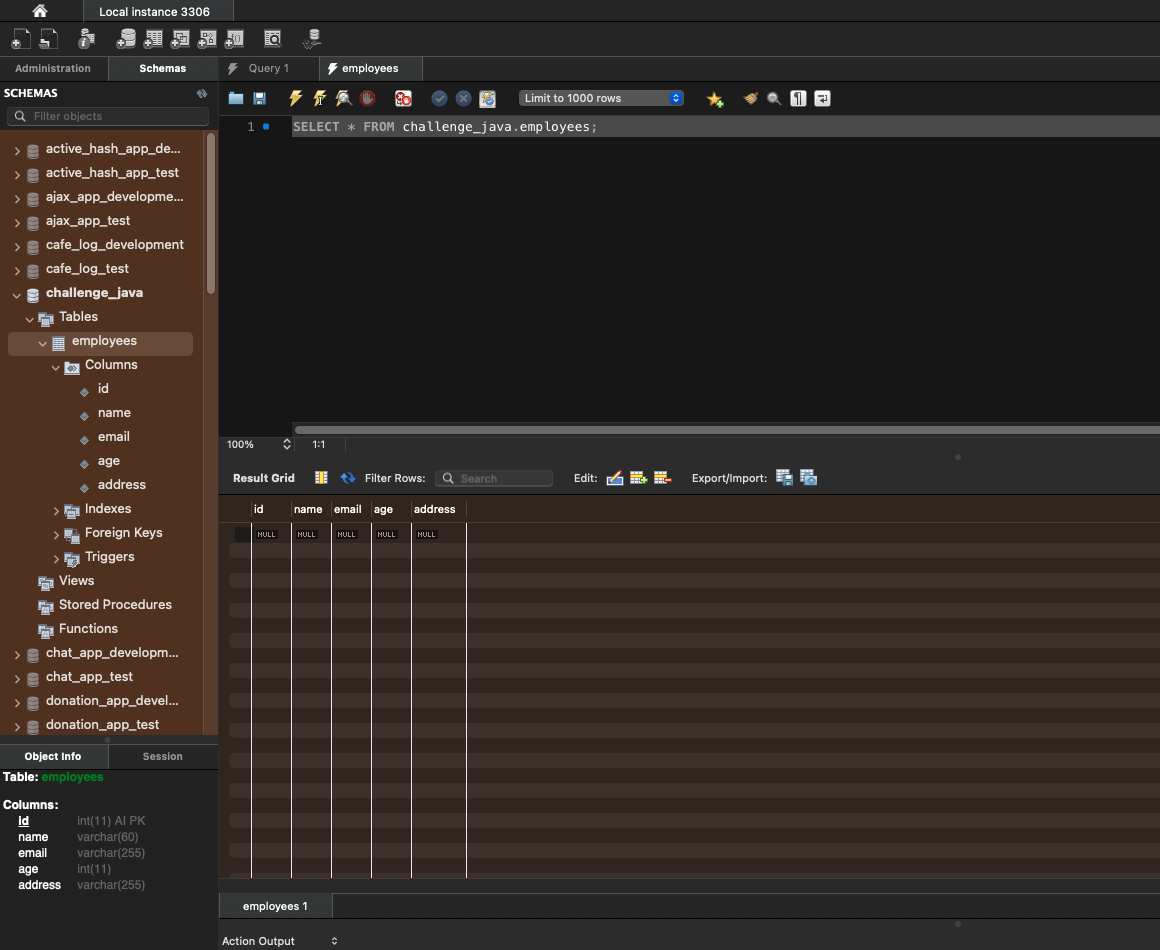 Local instance 3306
Administration Schemas Query 1 employees
SCHEMAS
Filter objects
Limit to 1000 rows
1 SELECT * FROM challenge_java.employees;
active_hash_app_de...
active_hash_app_test
ajax_app_developme...
ajax_app_test
cafe_log_development
cafe_log_test
challenge_java
Tables
employees
Columns
id
name
email
age
address
Indexes
Foreign Keys
Triggers
Views
Stored Procedures
Functions
chat_app_developm...
chat_app_test
donation_app_devel...
donation_app_test
100% 1:1
Result Grid Filter Rows: Search Edit: Export/Import:
id name email age address
NULL NULL NULL NULL NULL
Object Info Session
Table: employees
Columns:
id int(11) AI PK
name varchar(60)
email varchar(255)
age int(11)
address varchar(255)
employees 1
Action Output